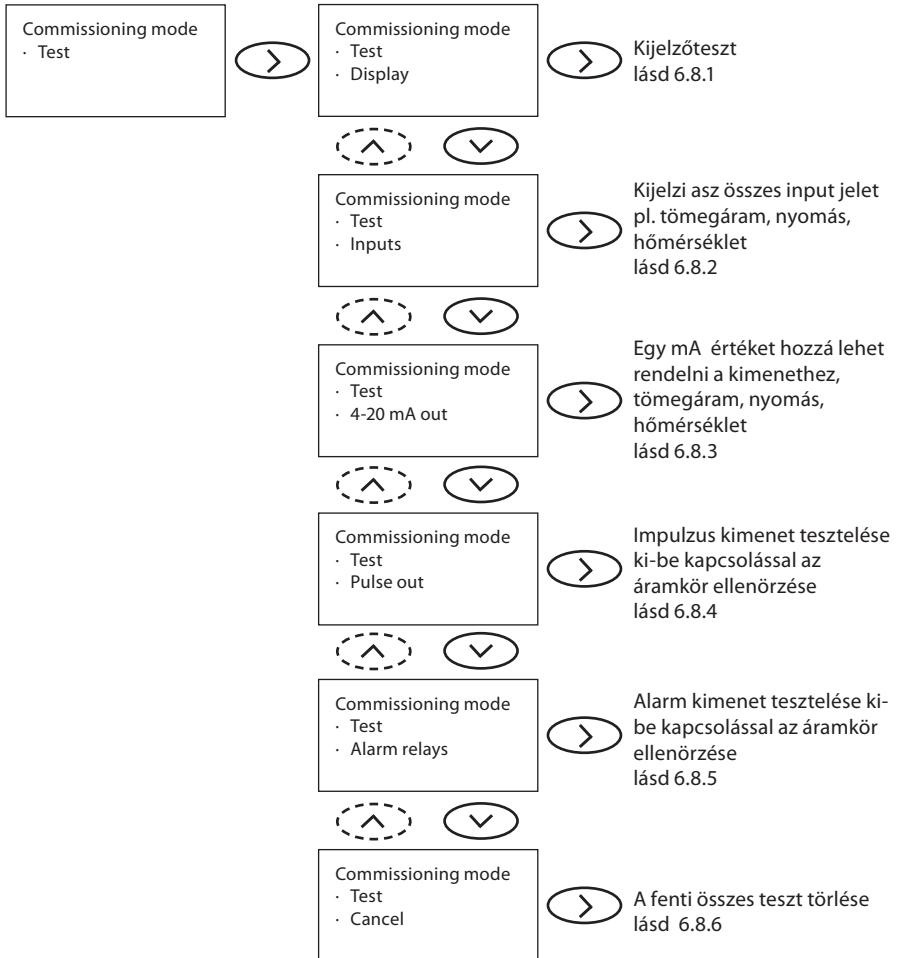 Commissioning mode
· Test
Commissioning mode
· Test
· Display
Kijelzőteszt
lásd 6.8.1
Commissioning mode
· Test
· Inputs
Kijelzi asz összes input jelet
pl. tömegáram, nyomás,
hőmérséklet
lásd 6.8.2
Commissioning mode
· Test
· 4-20 mA out
Egy mA értéket hozzá lehet
rendelni a kimenethez,
tömegáram, nyomás,
hőmérséklet
lásd 6.8.3
Commissioning mode
· Test
· Pulse out
Impulzus kimenet tesztelése
ki-be kapcsolással az
áramkör ellenörzése
lásd 6.8.4
Commissioning mode
· Test
· Alarm relays
Alarm kimenet tesztelése ki-
be kapcsolással az áramkör
ellenörzése
lásd 6.8.5
Commissioning mode
· Test
· Cancel
A fenti összes teszt törlése
lásd 6.8.6